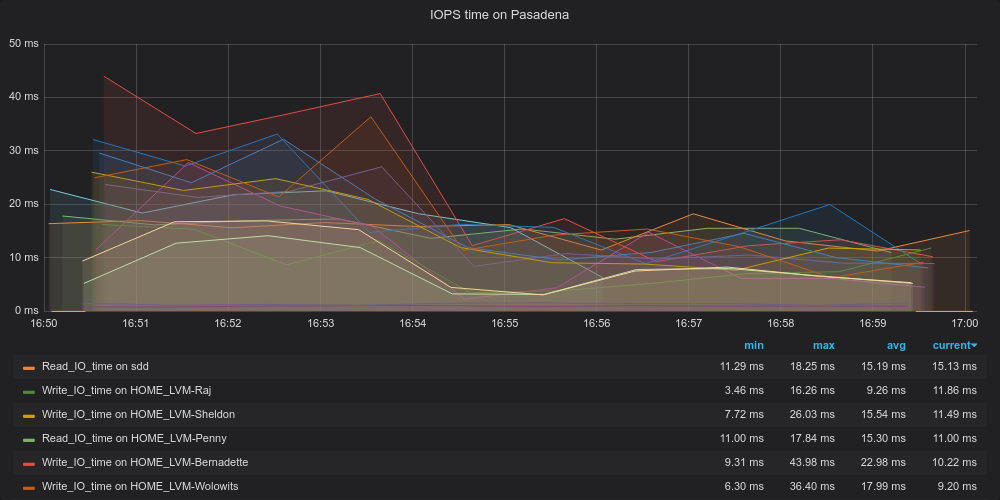 IOPS time on Pasadena
50 ms
40 ms
30 ms
20 ms
10 ms
0 ms
16:50 16:51 16:52 16:53 16:54 16:55 16:56 16:57 16:58 16:59 17:00
min max avg current
Read_IO_time on sdd 11.29 ms 18.25 ms 15.19 ms 15.13 ms
Write_IO_time on HOME_LVM-Raj 3.46 ms 16.26 ms 9.26 ms 11.86 ms
Write_IO_time on HOME_LVM-Sheldon 7.72 ms 26.03 ms 15.54 ms 11.49 ms
Read_IO_time on HOME_LVM-Penny 11.00 ms 17.84 ms 15.30 ms 11.00 ms
Write_IO_time on HOME_LVM-Bernadette 9.31 ms 43.98 ms 22.98 ms 10.22 ms
Write_IO_time on HOME_LVM-Wolowits 6.30 ms 36.40 ms 17.99 ms 9.20 ms